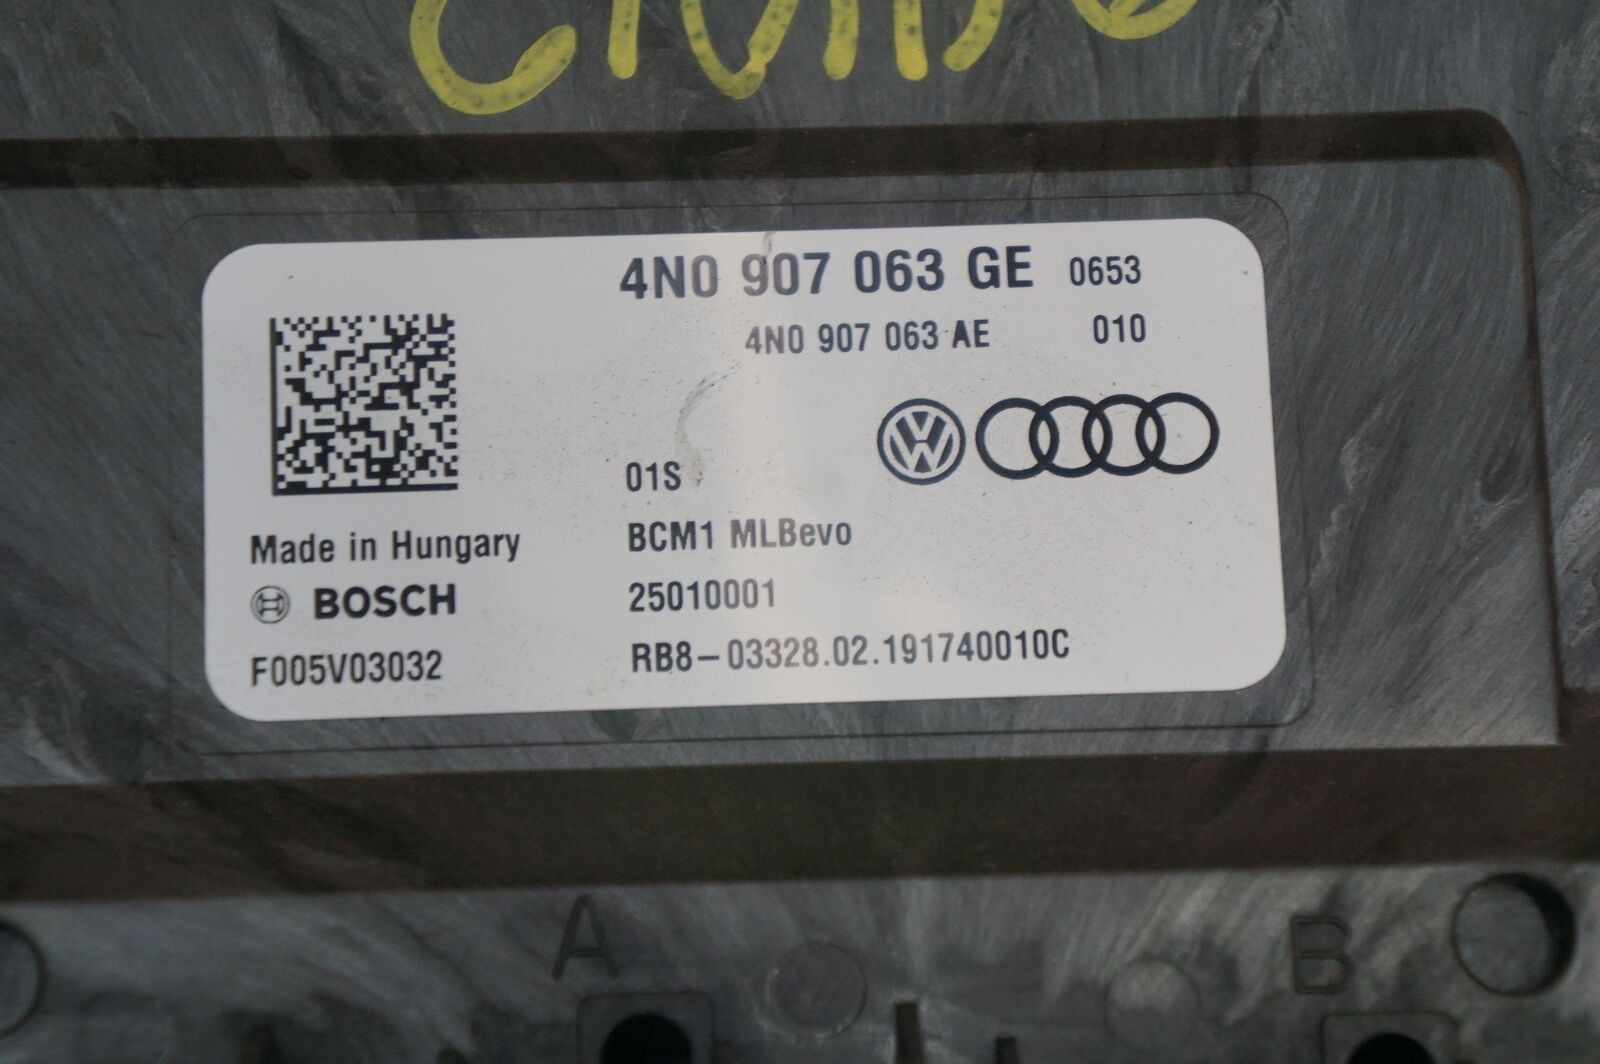 4N0 907 063 GE 0653
4N0 907 063 AE 010
01S
Made in Hungary
BCM1 MLBevo
BOSCH
25010001
F005V03032
RB8-03328.02.191740010C
A
B